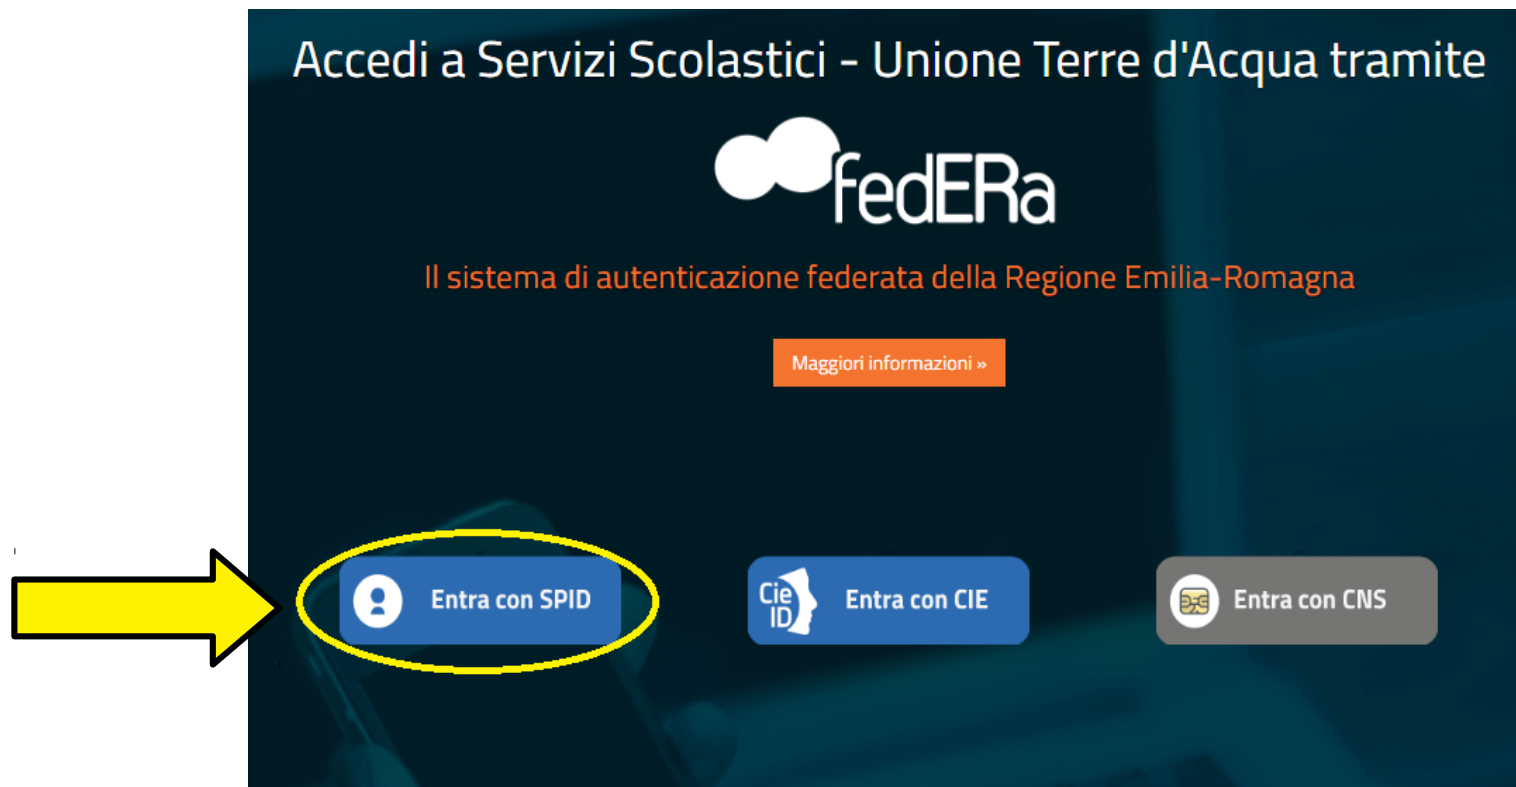 Accedi a Servizi Scolastici - Unione Terre d'Acqua tramite
fedERa
Il sistema di autenticazione federata della Regione Emilia-Romagna
Maggiori informazioni »
Entra con SPID
Cie ID
Entra con CIE
Entra con CNS